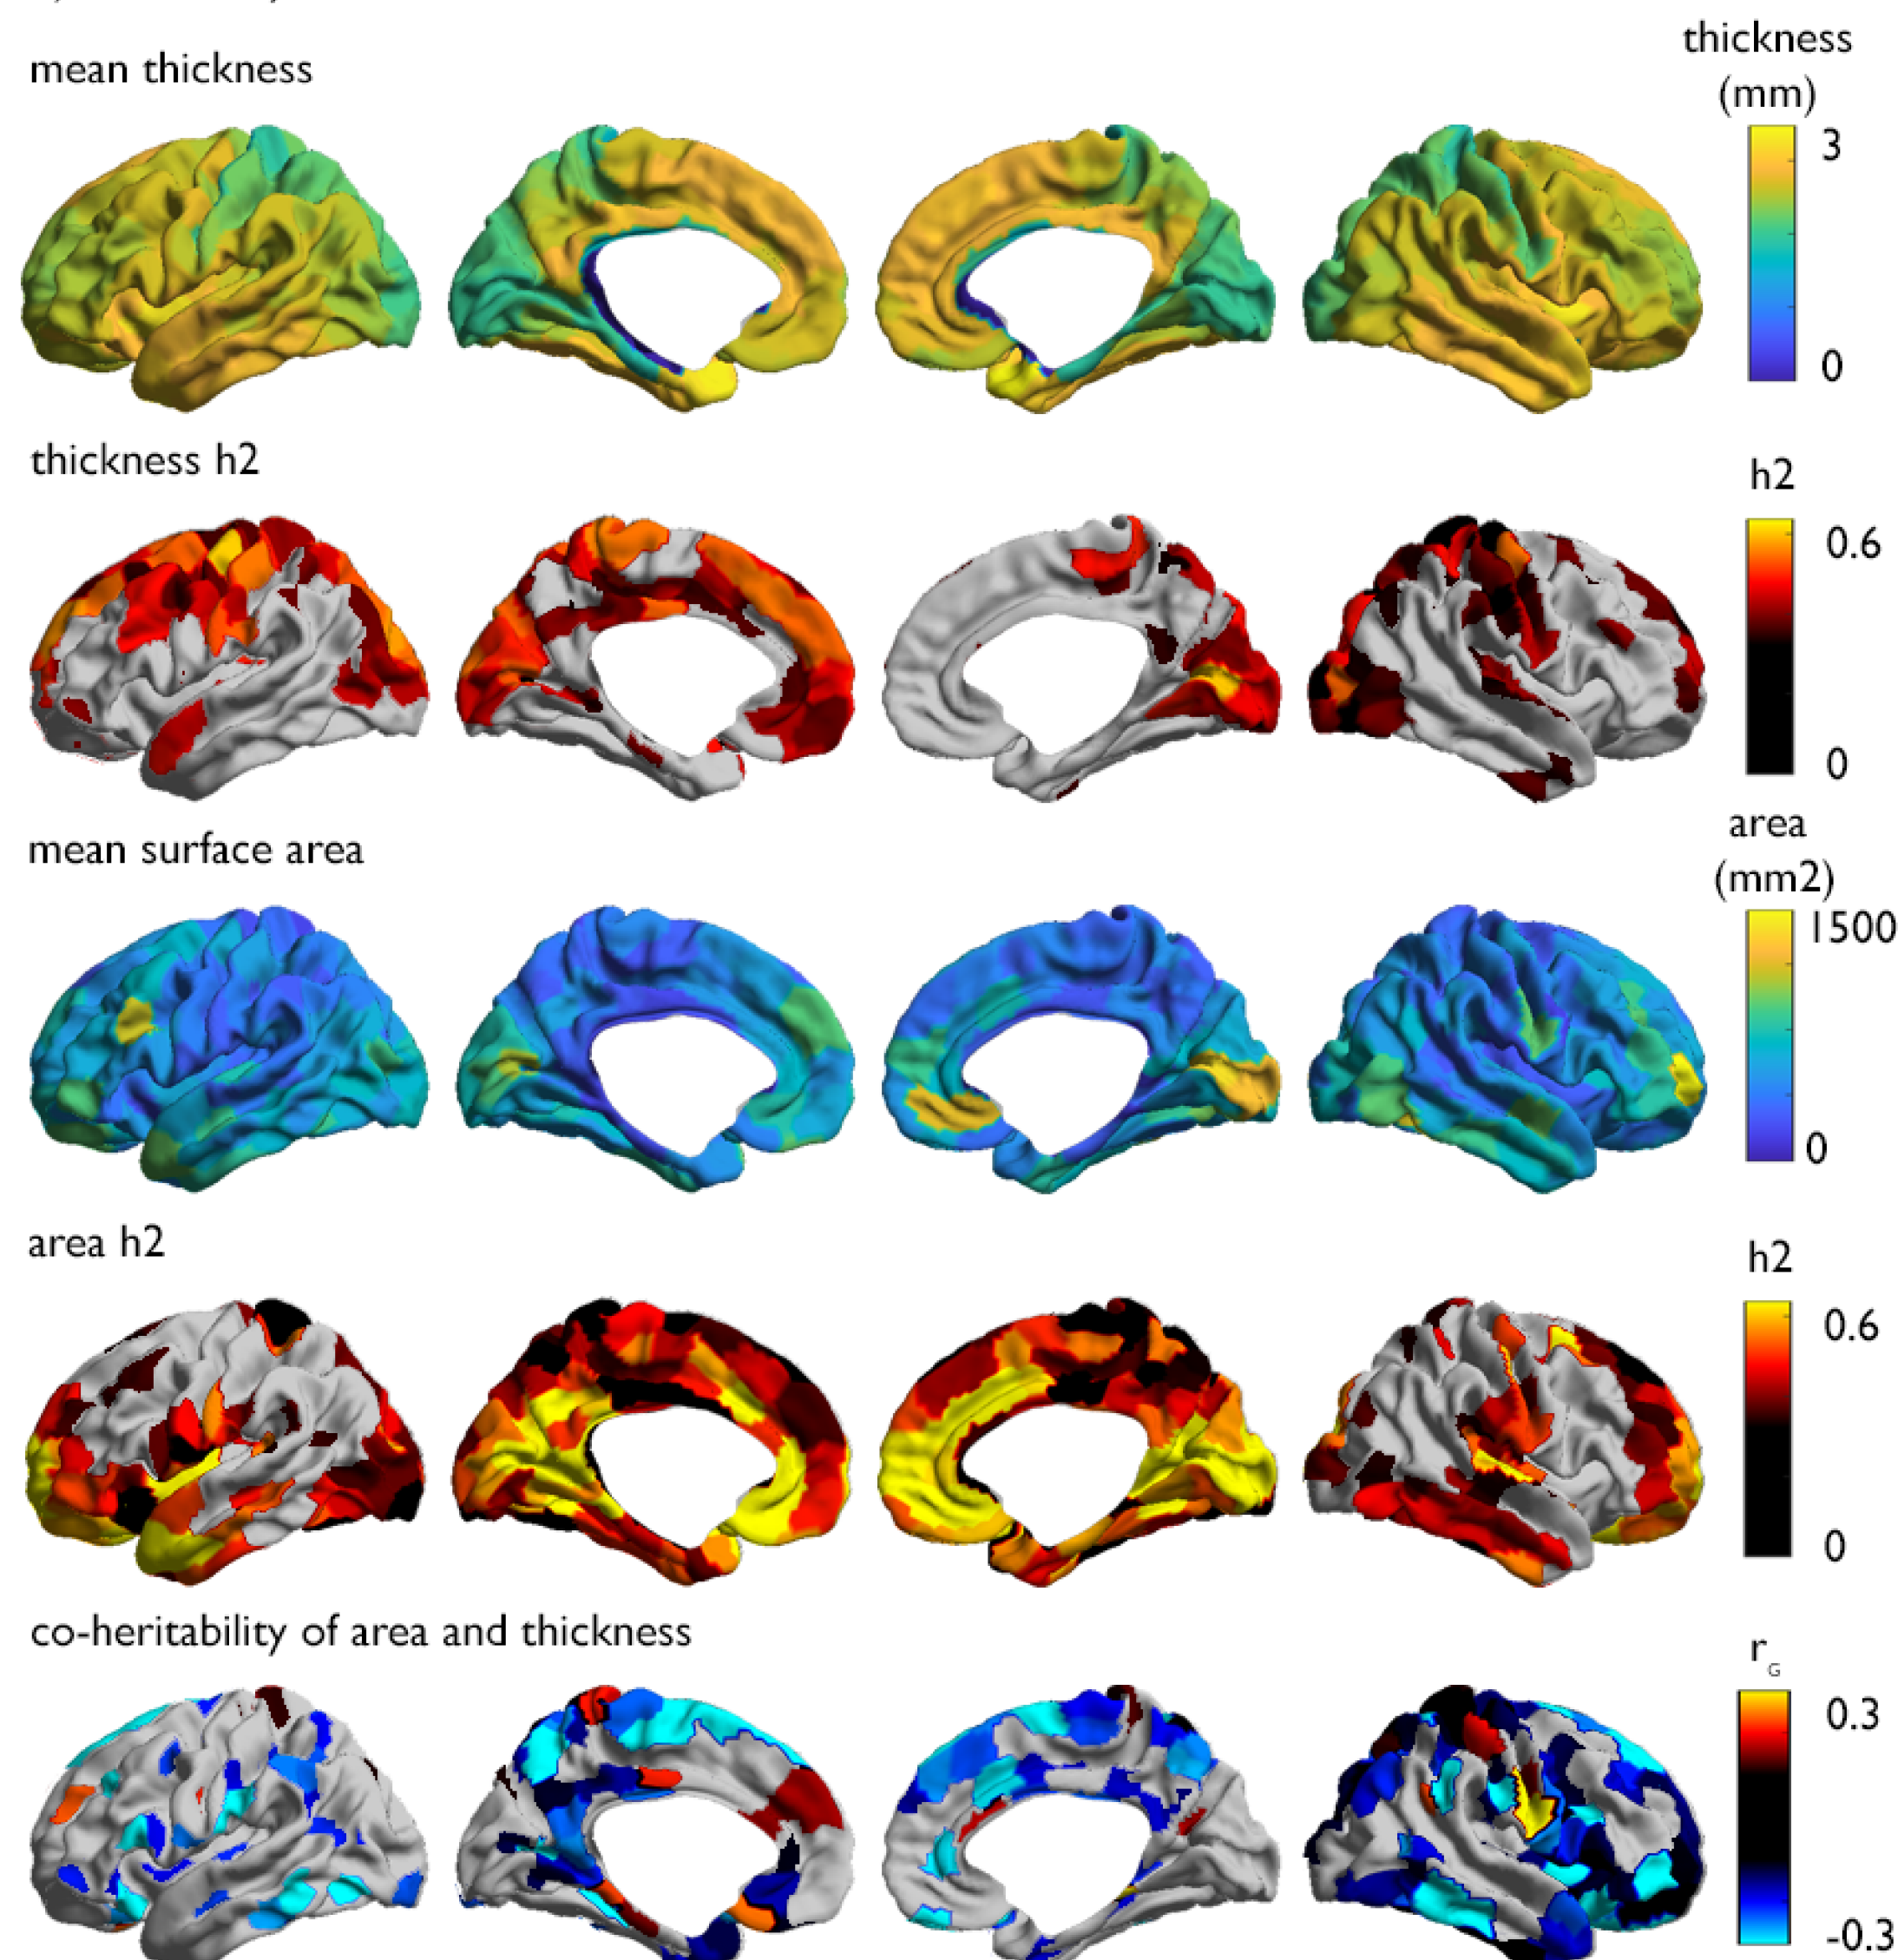 mean thickness
thickness
(mm)
3
0
thickness h2
h2
0.6
0
mean surface area
area
(mm2)
1500
0
area h2
h2
0.6
0
co-heritability of area and thickness
rG
0.3
-0.3